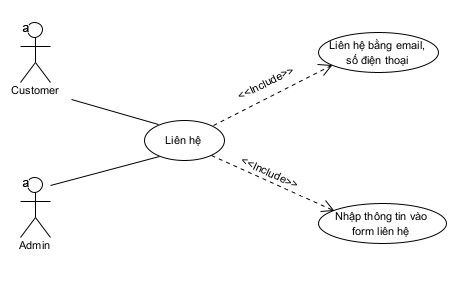 a
Customer
Liên hệ bằng email,
số điện thoại
<<Include>>
Liên hệ
<<Include>>
a
Admin
Nhập thông tin vào
form liên hệ